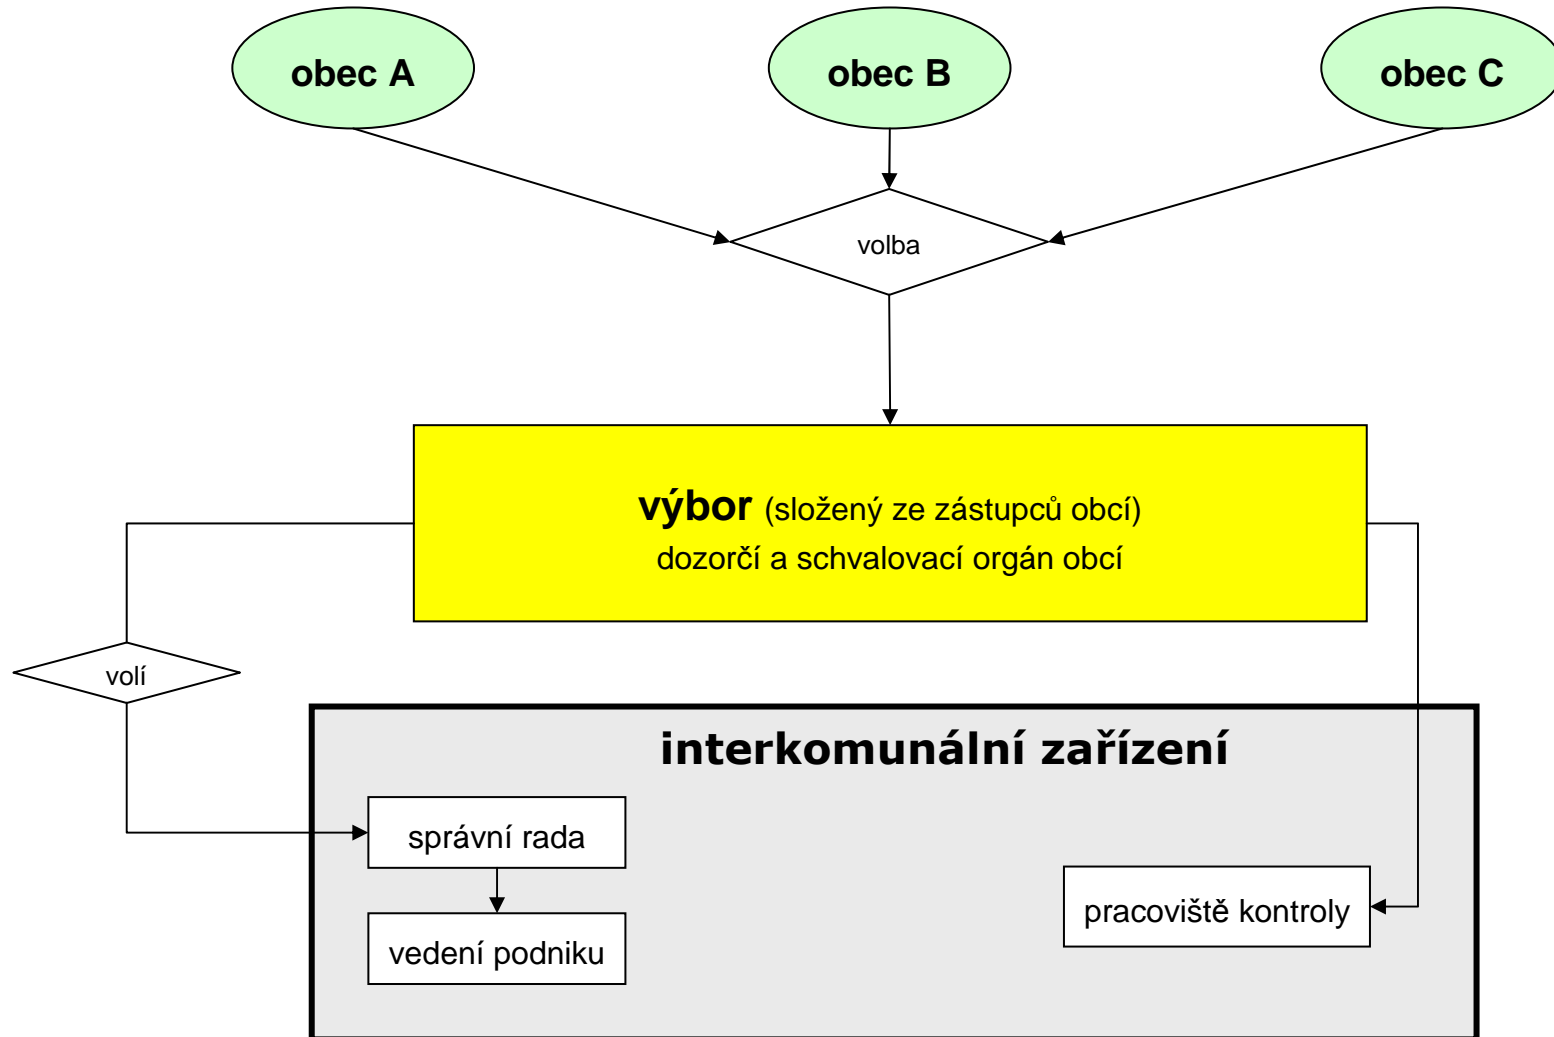 obec A
obec B
obec C
volba
výbor (složený ze zástupců obcí)
dozorčí a schvalovací orgán obcí
volí
interkomunální zařízení
správní rada
pracoviště kontroly
vedení podniku